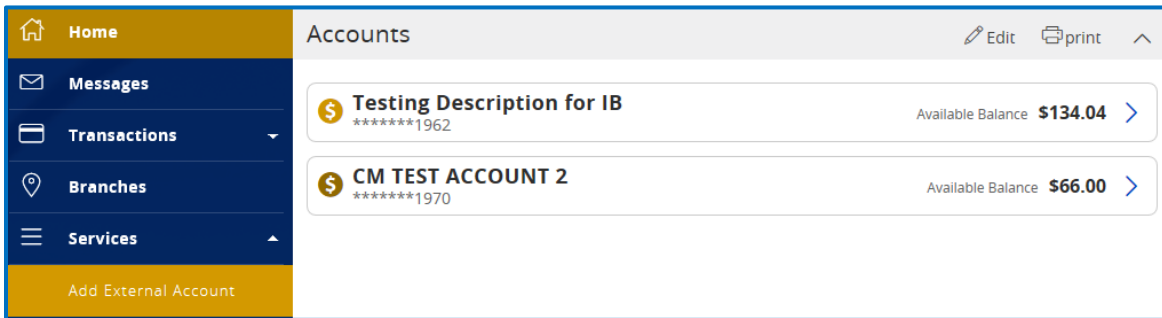 Home
Messages
Transactions
Branches
Services
Add External Account
Accounts
Edit print
Testing Description for IB
*******1962
Available Balance $134.04
CM TEST ACCOUNT 2
*******1970
Available Balance $66.00